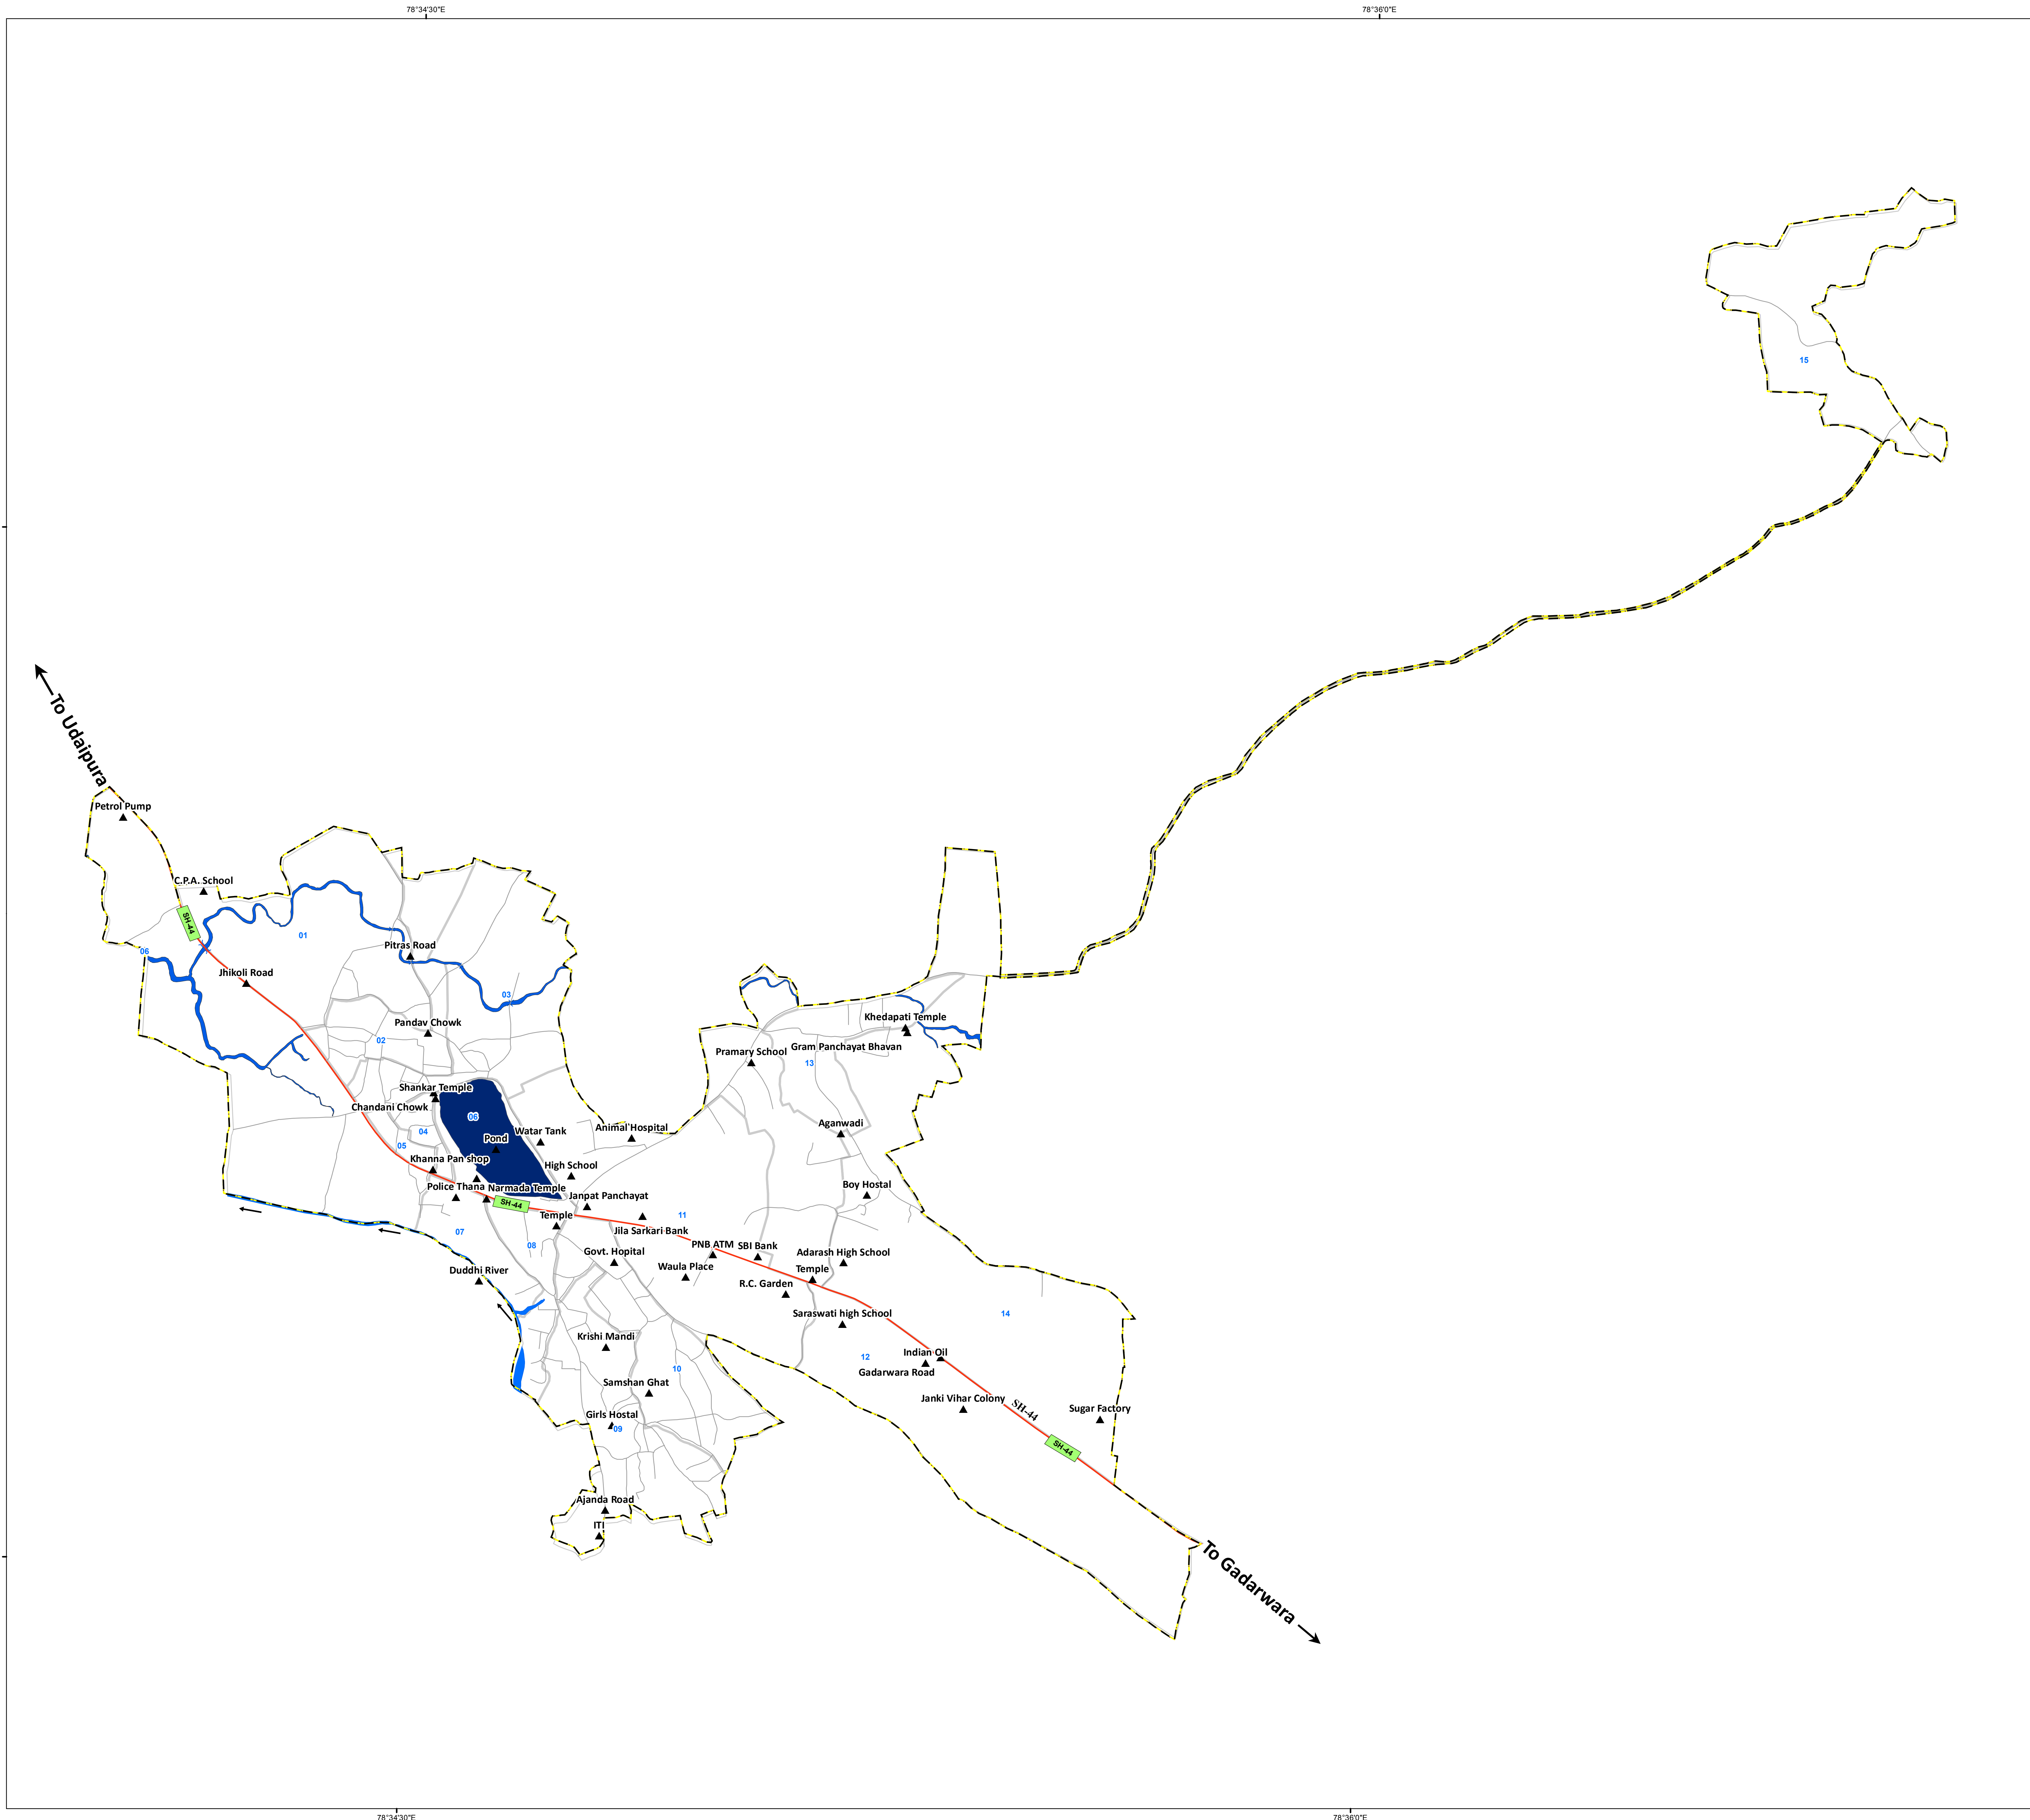 78°34'30"E
78°36'0"E
15
To Udaipura
Petrol Pump
C.P.A. School
SH-44
01
06
Pitras Road
Jhikoli Road
03
Khedapati Temple
Pandav Chowk
02
Gram Panchayat Bhavan
Pramary School
13
Shankar Temple
Chandani Chowk
06
Aganwadi
04
Watar Tank
Animal Hospital
Pond
05
Khanna Pan shop
High School
Police Thana
Narmada Temple
Janpat Panchayat
Boy Hostal
SH-44
Temple
11
07
Jila Sarkari Bank
08
PNB ATM
SBI Bank
Govt. Hopital
Adarash High School
Waula Place
Temple
Duddhi River
R.C. Garden
Saraswati high School
14
Krishi Mandi
Indian Oil
12
Gadarwara Road
10
Samshan Ghat
Janki Vihar Colony
SH-44
Sugar Factory
Girls Hostal
09
SH-44
Ajanda Road
ITI
To Gadarwara
78°34'30"E
78°36'0"E